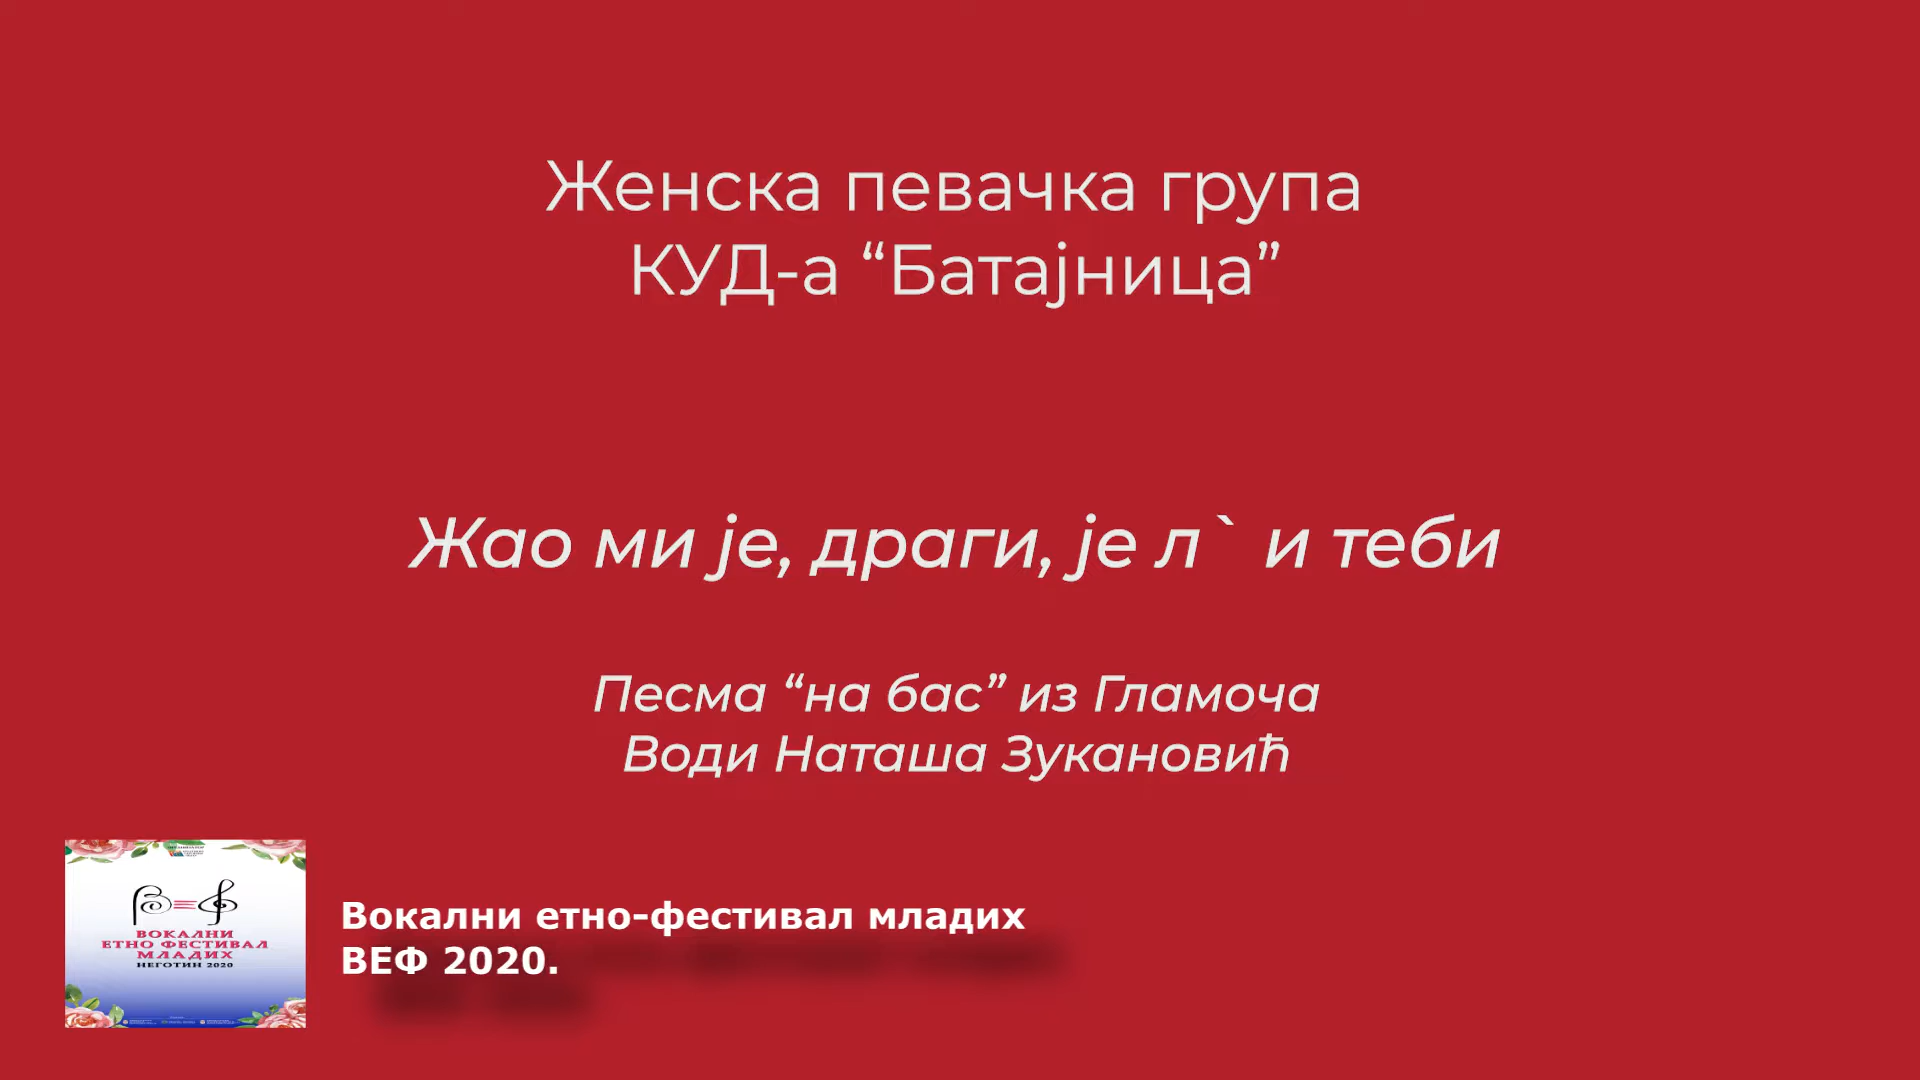 Женска певачка група
КУД-а “Батајница”
Жао ми је, драги, је л` и теби
Песма “на бас” из Гламоча
Води Наташа Зукановић
В=Ф
ВОКАЛНИ
ЕТНО ФЕСТИВАЛ
МЛАДИХ
НЕГОТИН 2020
Вокални етно-фестивал младих
ВЕФ 2020.